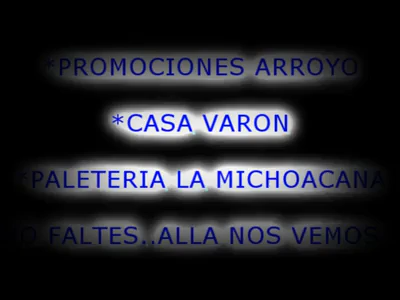 *PROMOCIONES ARROYO
*CASA VARON
*PALETERIA LA MICHOACANA
FALTES..ALLA NOS VEMOS